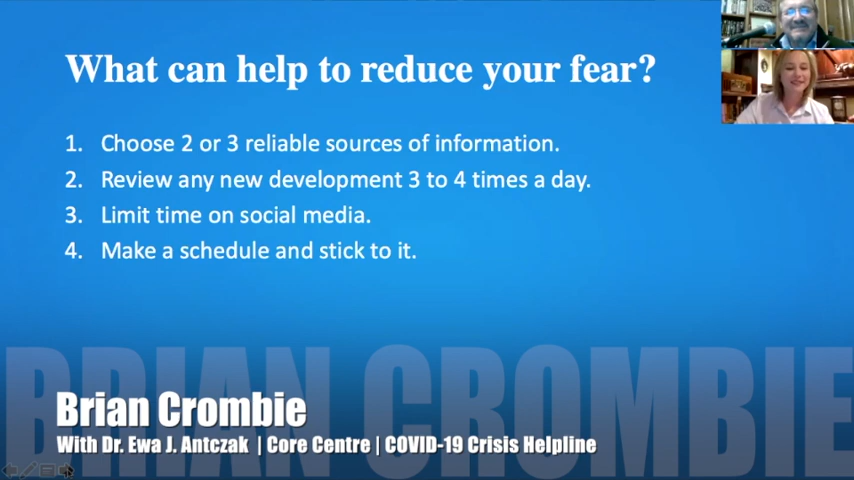 What can help to reduce your fear?
1. Choose 2 or 3 reliable sources of information.
2. Review any new development 3 to 4 times a day.
3. Limit time on social media.
4. Make a schedule and stick to it.
BRIAN CROMBIE
Brian Crombie
With Dr. Ewa J. Antczak | Core Centre | COVID-19 Crisis Helpline